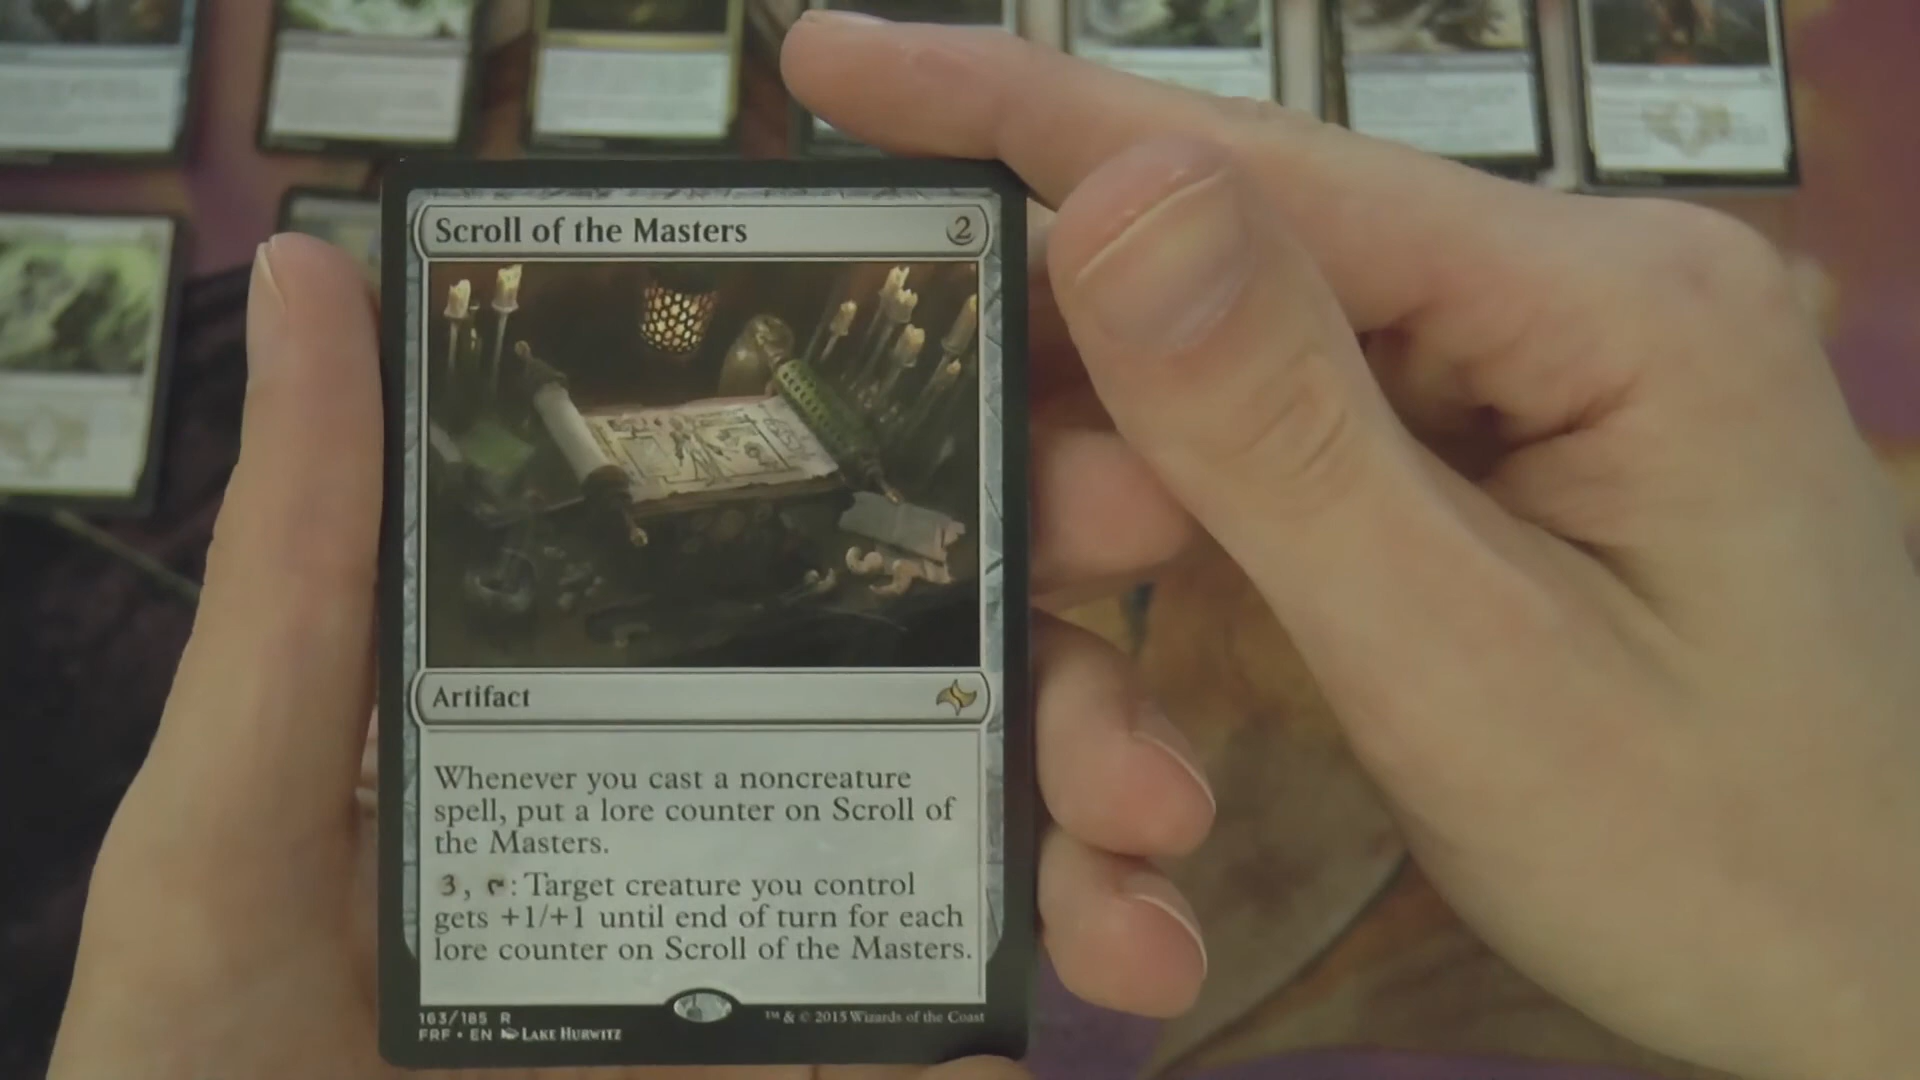 Scroll of the Masters 2
Artifact
Whenever you cast a noncreature
spell, put a lore counter on Scroll of
the Masters.
3, : Target creature you control
gets +1/+1 until end of turn for each
lore counter on Scroll of the Masters.
163/185 R
FRF • EN LAKE HURWITZ
™ & © 2015 Wizards of the Coast